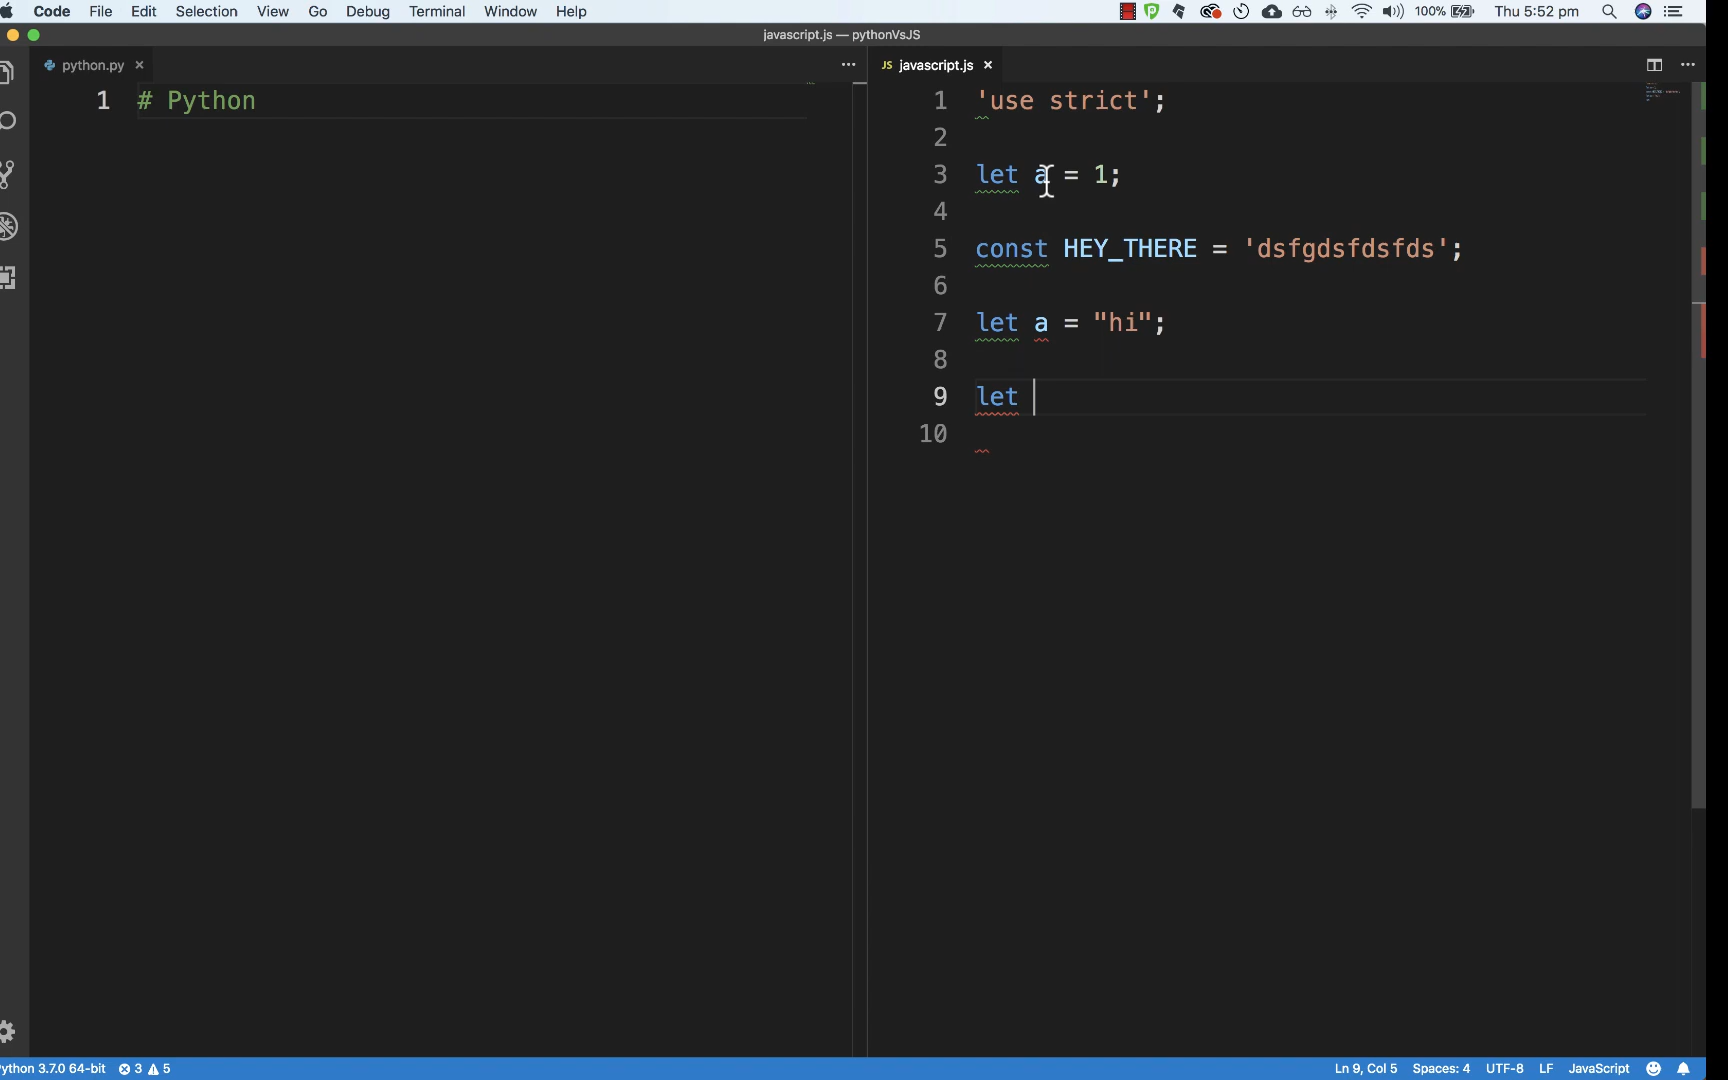 Code File Edit Selection View Go Debug Terminal Window Help 100% Thu 5:52 pm
javascript.js — pythonVsJS
python.py × ···
JS javascript.js × ···
1 # Python
1 'use strict';
2
3 let a = 1;
4
5 const HEY_THERE = 'dsfgdsfdsfds';
6
7 let a = "hi";
8
9 let
10
ython 3.7.0 64-bit 3 5 Ln 9, Col 5 Spaces: 4 UTF-8 LF JavaScript